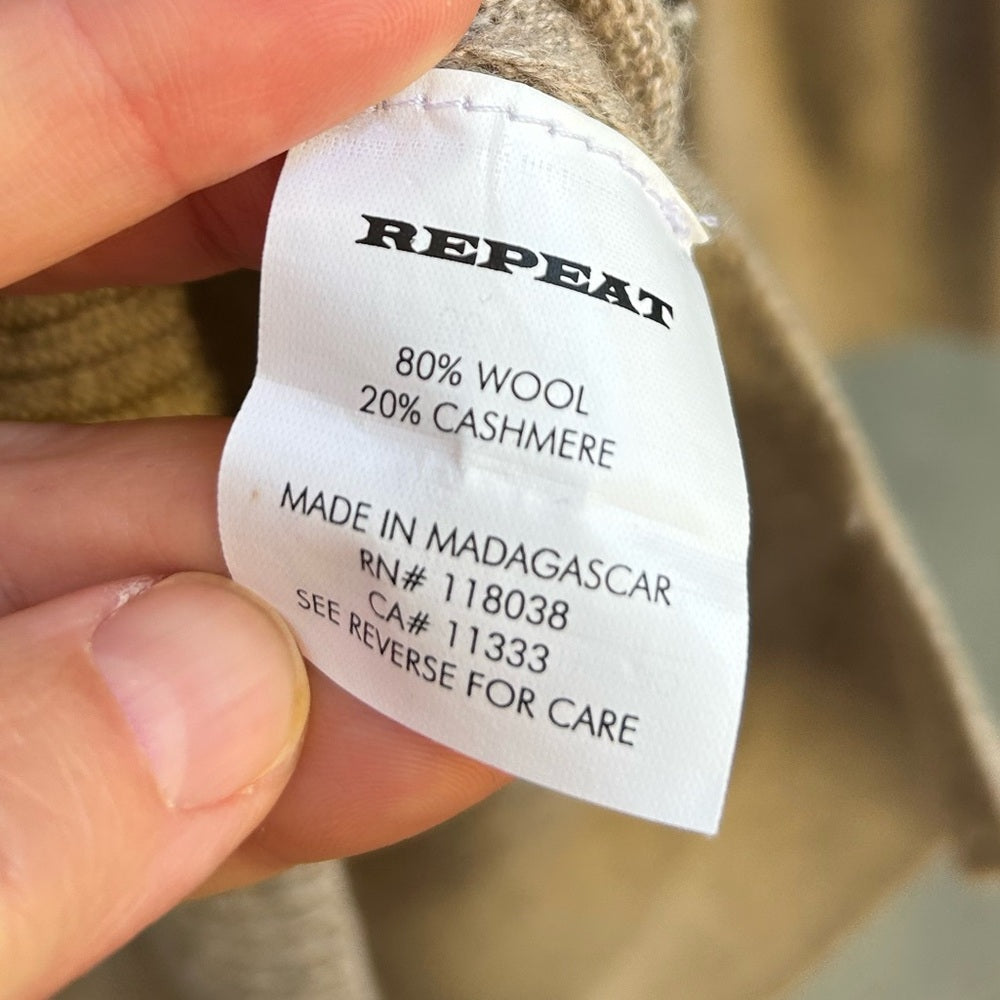 REPEAT
80% WOOL
20% CASHMERE
MADE IN MADAGASCAR
RN# 118038
CA# 11333
SEE REVERSE FOR CARE